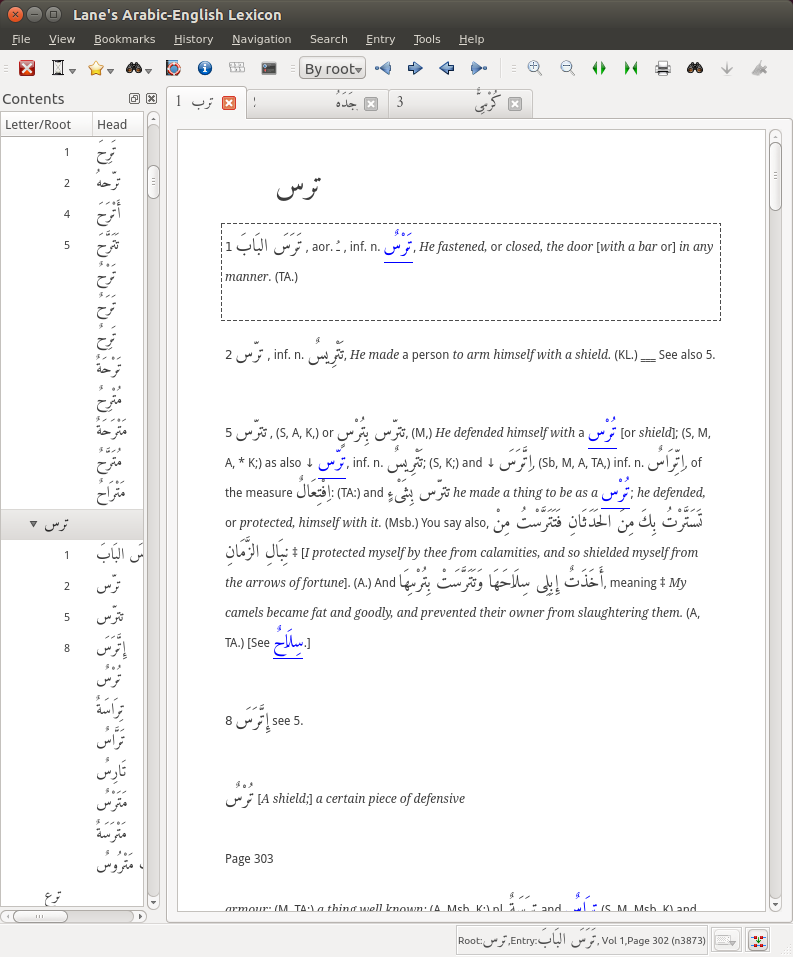 Lane's Arabic-English Lexicon
File View Bookmarks History Navigation Search Entry Tools Help
By root
Contents
1 ترب
جَدَهُ
3 كُرْسِىٌّ
Letter/Root Head
1 تَرِحَ
2 ترّحهُ
4 أَتْرَحَ
5 تَتَرَّحَ
تَرْحٌ
تَرَحٌ
تَرِحٌ
تَرْحَةٌ
مُتْرِحٌ
مَتْرَحَةٌ
مُتَرَّحٌ
مَتْرَاحٌ
ترس
1 البَابَ
2 ترّس
5 تترّس
8 إِتَّرَسَ
تُرْسٌ
تِرَاسَةٌ
تَرَّاسٌ
تَارِسٌ
مَتَرْسٌ
مَتْرَسَةٌ
مَتْرُوسٌ
ترع
ترس
1 تَرَسَ البَابَ , aor. ـُ , inf. n. تَرْسٌ, He fastened, or closed, the door [with a bar or] in any
manner. (TA.)
2 ترّس , inf. n. تَتْرِيسٌ, He made a person to arm himself with a shield. (KL.) ___ See also 5.
5 تترّس , (S, A, K,) or تترّس بِتُرْسٍ, (M,) He defended himself with a تُرْس [or shield]; (S, M,
A, * K;) as also ↓ ترّس, inf. n. تَتْرِيسٌ; (S, K;) and ↓ اِتَّرَسَ, (Sb, M, A, TA,) inf. n. اِتِّرَاسٌ, of
the measure اِفْتِعَالٌ: (TA:) and تترّس بِشَىْءٍ he made a thing to be as a تُرْس; he defended,
or protected, himself with it. (Msb.) You say also, تَسَتَّرْتُ بِكَ مِنَ الحَدَثَانِ فَتَتَرَّسْتُ مِنْ
نِبَالِ الزَّمَانِ ‡ [I protected myself by thee from calamities, and so shielded myself from
the arrows of fortune]. (A.) And أَخَذَتْ إِبِلِى سِلَاحَهَا وَتَتَرَّسَتْ بِتُرْسِهَا, meaning ‡ My
camels became fat and goodly, and prevented their owner from slaughtering them. (A,
TA.) [See سِلَاحٌ.]
8 إِتَّرَسَ see 5.
تُرْسٌ [A shield;] a certain piece of defensive
Page 303
armour; (M, TA;) a thing well known: (A, Msb, K:) pl. تِرَسَةٌ and تِرَاسٌ (S, M, Msb, K) and
Root:ترس,Entry:تَرَسَ البَابَ, Vol 1,Page 302 (n3873)